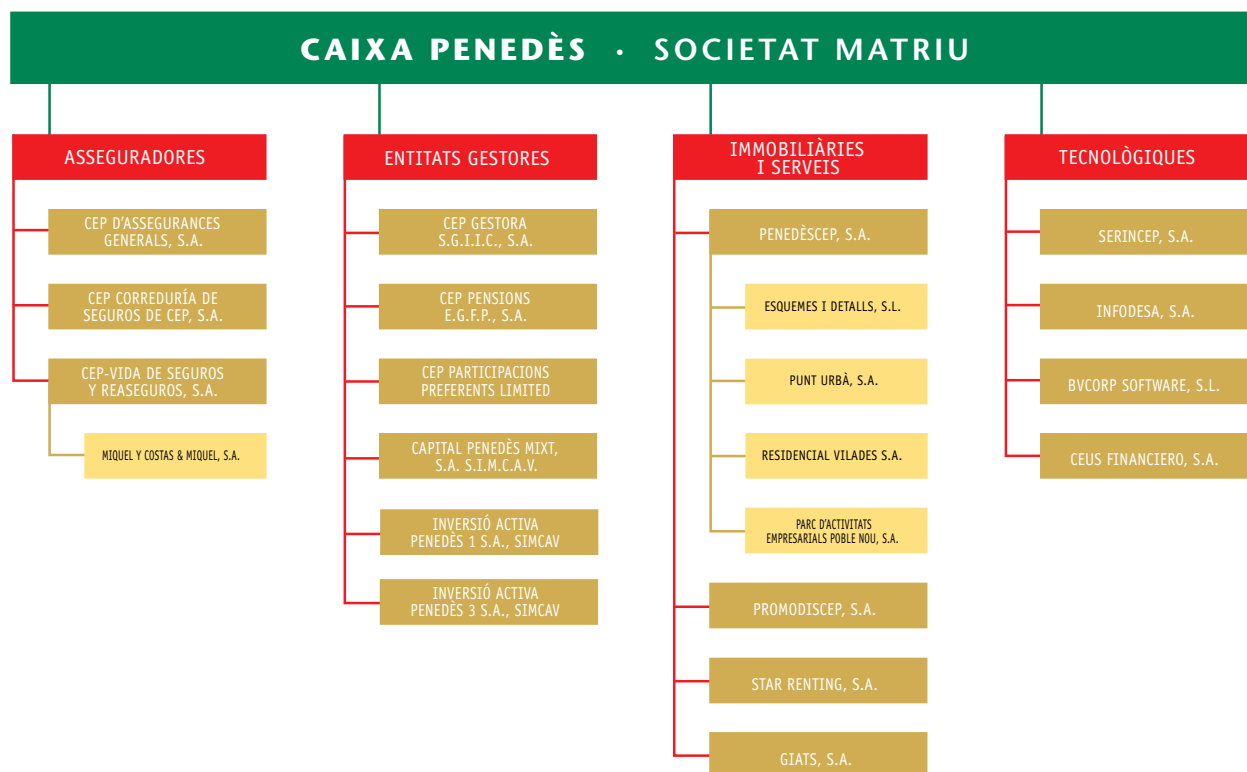 CAIXA PENEDÈS · SOCIETAT MATRIU
ASSEGURADORES
CEP D'ASSEGURANCES
GENERALS, S.A.
CEP CORREDURÍA DE
SEGUROS DE CEP, S.A.
CEP-VIDA DE SEGUROS
Y REASEGUROS, S.A.
MIQUEL Y COSTAS & MIQUEL, S.A.
ENTITATS GESTORES
CEP GESTORA
S.G.I.I.C., S.A.
CEP PENSIONS
E.G.F.P., S.A.
CEP PARTICIPACIONS
PREFERENTS LIMITED
CAPITAL PENEDÈS MIXT,
S.A. S.I.M.C.A.V.
INVERSIÓ ACTIVA
PENEDÈS 1 S.A., SIMCAV
INVERSIÓ ACTIVA
PENEDÈS 3 S.A., SIMCAV
IMMOBILIÀRIES
I SERVEIS
PENEDÈSCEP, S.A.
ESQUEMES I DETALLS, S.L.
PUNT URBÀ, S.A.
RESIDENCIAL VILADES S.A.
PARC D'ACTIVITATS
EMPRESARIALS POBLE NOU, S.A.
PROMODISCEP, S.A.
STAR RENTING, S.A.
GIATS, S.A.
TECNOLÒGIQUES
SERINCEP, S.A.
INFODESA, S.A.
BVCORP SOFTWARE, S.L.
CEUS FINANCIERO, S.A.